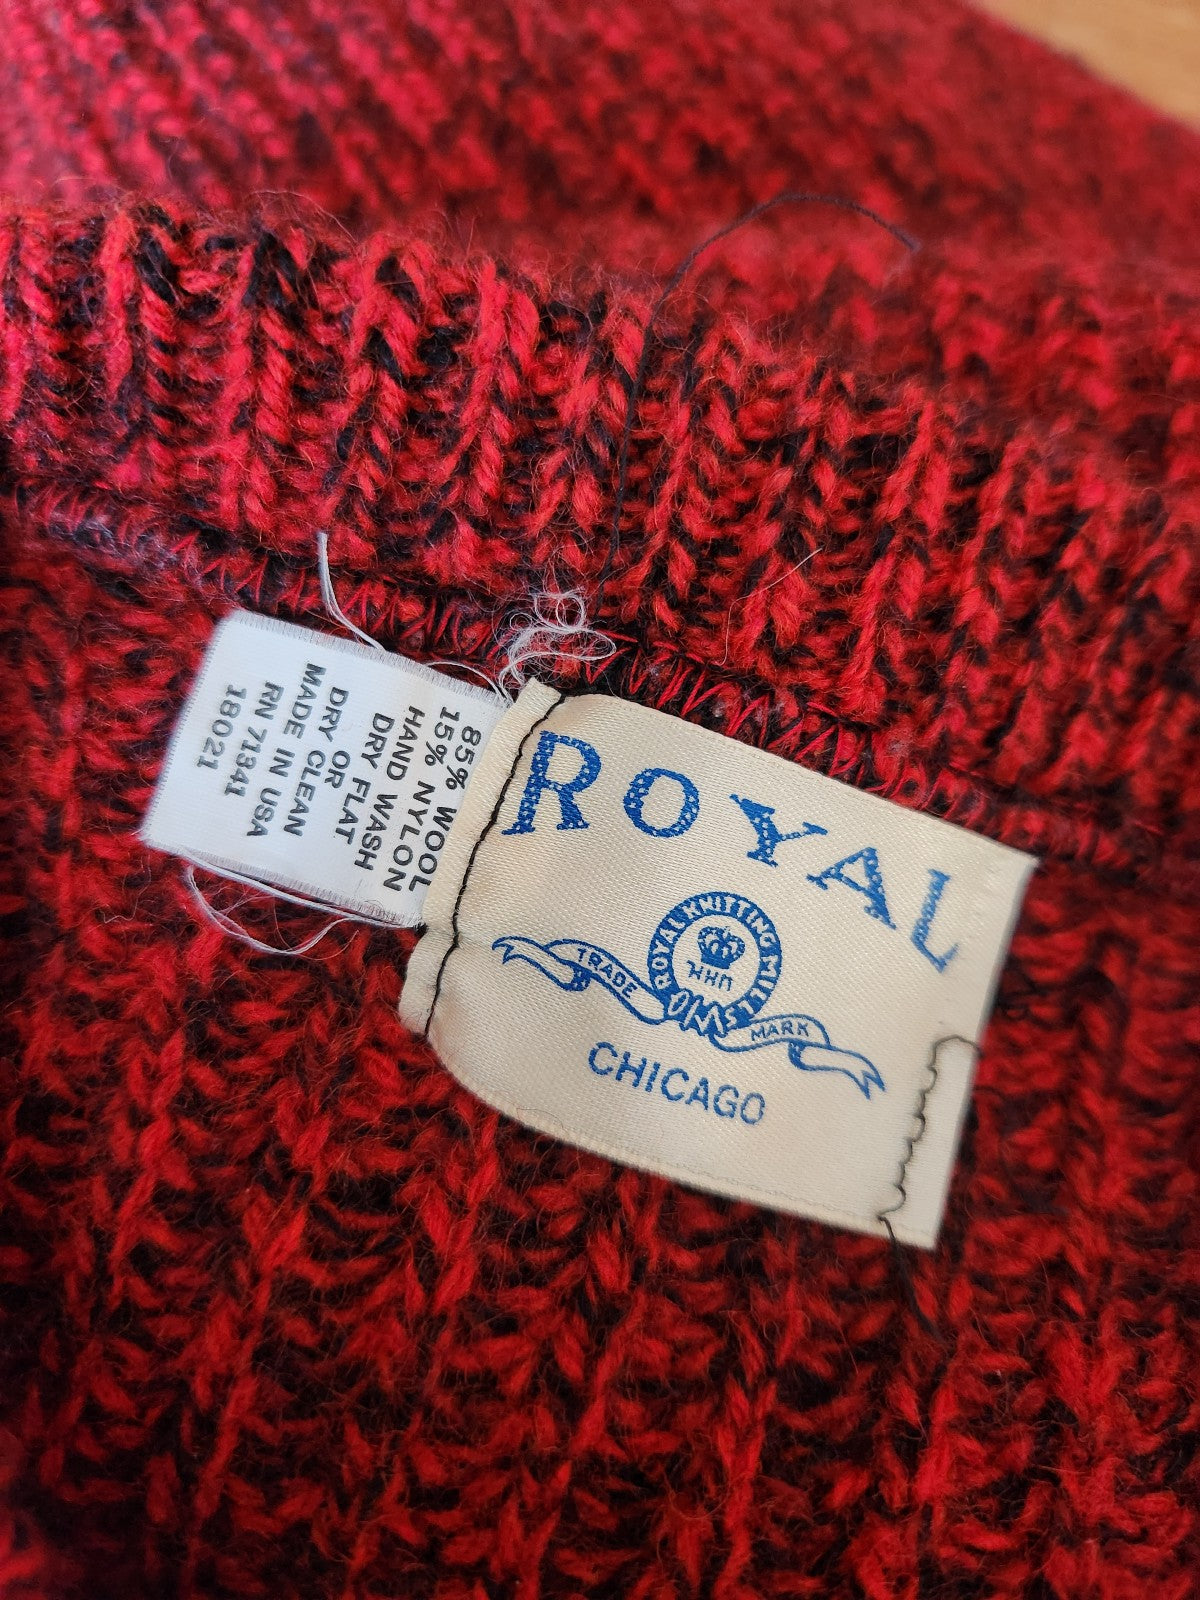 ROYAL
ROYAL KNITTING MILLS
TRADE
MARK
CHICAGO
85% WOOL
15% NYLON
HAND WASH
DRY FLAT
OR
DRY CLEAN
MADE IN USA
RN 71341
18021